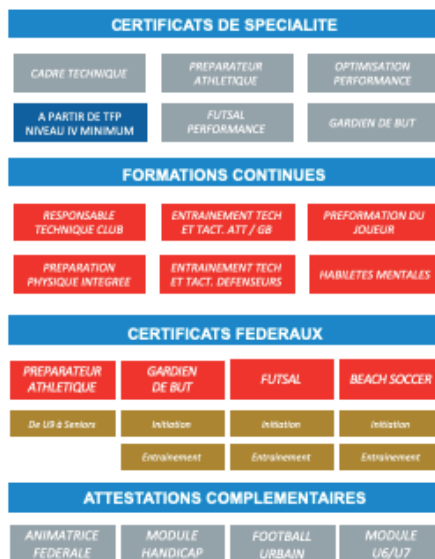 CERTIFICATS DE SPECIALITE
CADRE TECHNIQUE
PREPARATEUR
ATHLETIQUE
OPTIMISATION
PERFORMANCE
A PARTIR DE TFP
NIVEAU IV MINIMUM
FUTSAL
PERFORMANCE
GARDIEN DE BUT
FORMATIONS CONTINUES
RESPONSABLE
TECHNIQUE CLUB
ENTRAINEMENT TECH
ET TACT. ATT / GB
PREFORMATION DU
JOUEUR
PREPARATION
PHYSIQUE INTEGREE
ENTRAINEMENT TECH
ET TACT. DEFENSEURS
HABILETES MENTALES
CERTIFICATS FEDERAUX
PREPARATEUR
ATHLETIQUE
GARDIEN
DE BUT
FUTSAL
BEACH SOCCER
De U9 à Seniors
Initiation
Initiation
Initiation
Entrainement
Entrainement
Entrainement
ATTESTATIONS COMPLEMENTAIRES
ANIMATRICE
FEDERALE
MODULE
HANDICAP
FOOTBALL
URBAIN
MODULE
U6/U7